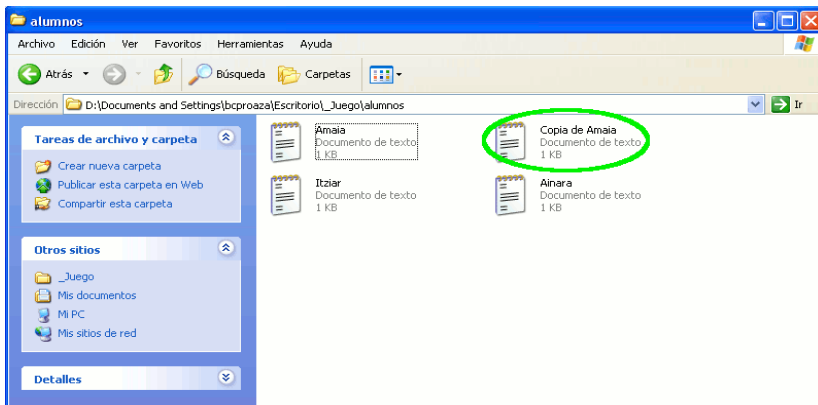 alumnos
Archivo Edición Ver Favoritos Herramientas Ayuda
Atrás Búsqueda Carpetas
Dirección D:\Documents and Settings\bcproaza\Escritorio\_Juego\alumnos Ir
Tareas de archivo y carpeta
Crear nueva carpeta
Publicar esta carpeta en Web
Compartir esta carpeta
Otros sitios
_Juego
Mis documentos
Mi PC
Mis sitios de red
Detalles
Amaia
Documento de texto
1 KB
Copia de Amaia
Documento de texto
1 KB
Itziar
Documento de texto
1 KB
Ainara
Documento de texto
1 KB